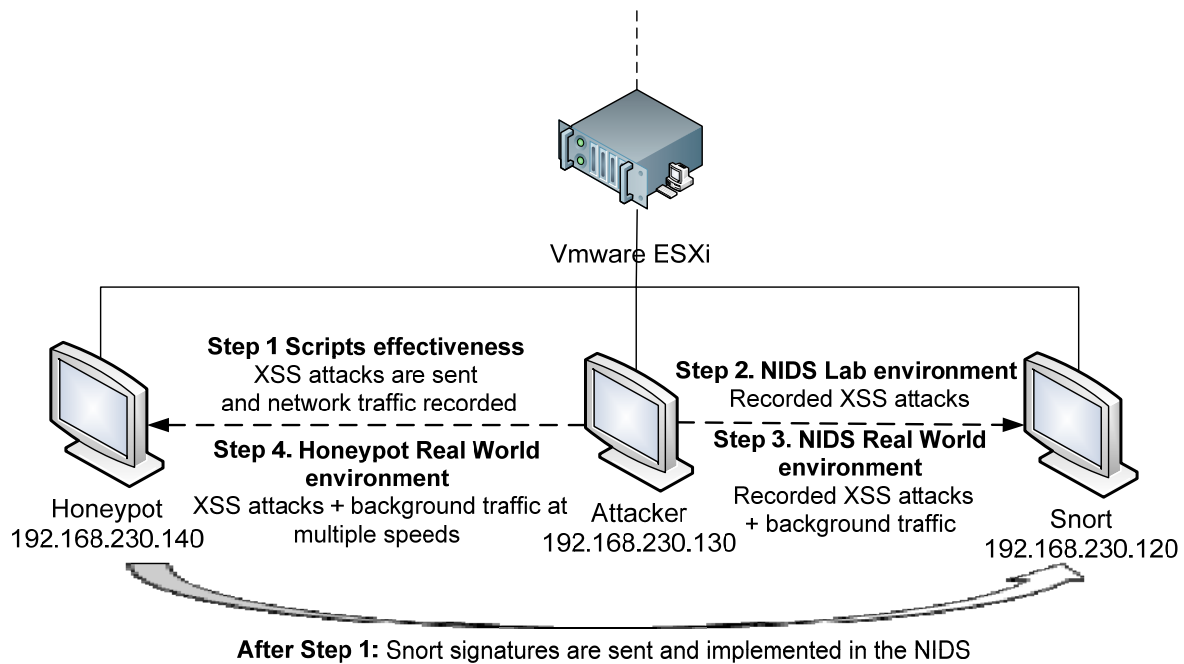 Vmware ESXi
Step 1 Scripts effectiveness
XSS attacks are sent
and network traffic recorded
Step 4. Honeypot Real World
environment
XSS attacks + background traffic at
multiple speeds
Step 2. NIDS Lab environment
Recorded XSS attacks
Step 3. NIDS Real World
environment
Recorded XSS attacks
+ background traffic
Honeypot
192.168.230.140
Attacker
192.168.230.130
Snort
192.168.230.120
After Step 1: Snort signatures are sent and implemented in the NIDS